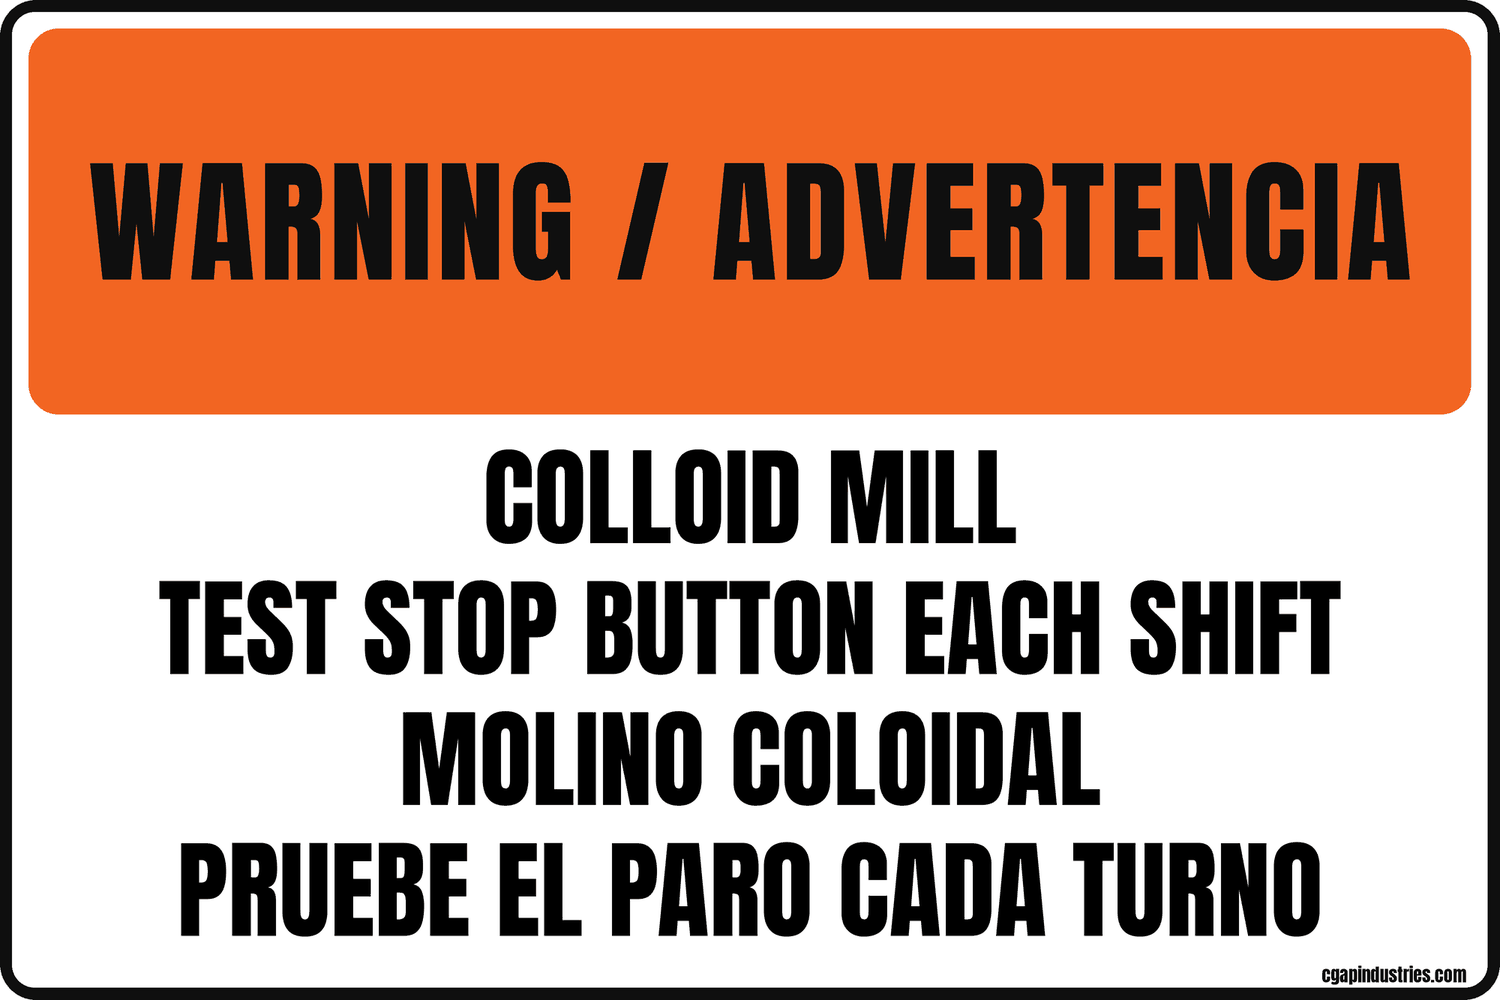 WARNING / ADVERTENCIA
COLLOID MILL
TEST STOP BUTTON EACH SHIFT
MOLINO COLOIDAL
PRUEBE EL PARO CADA TURNO
cgapindustries.com